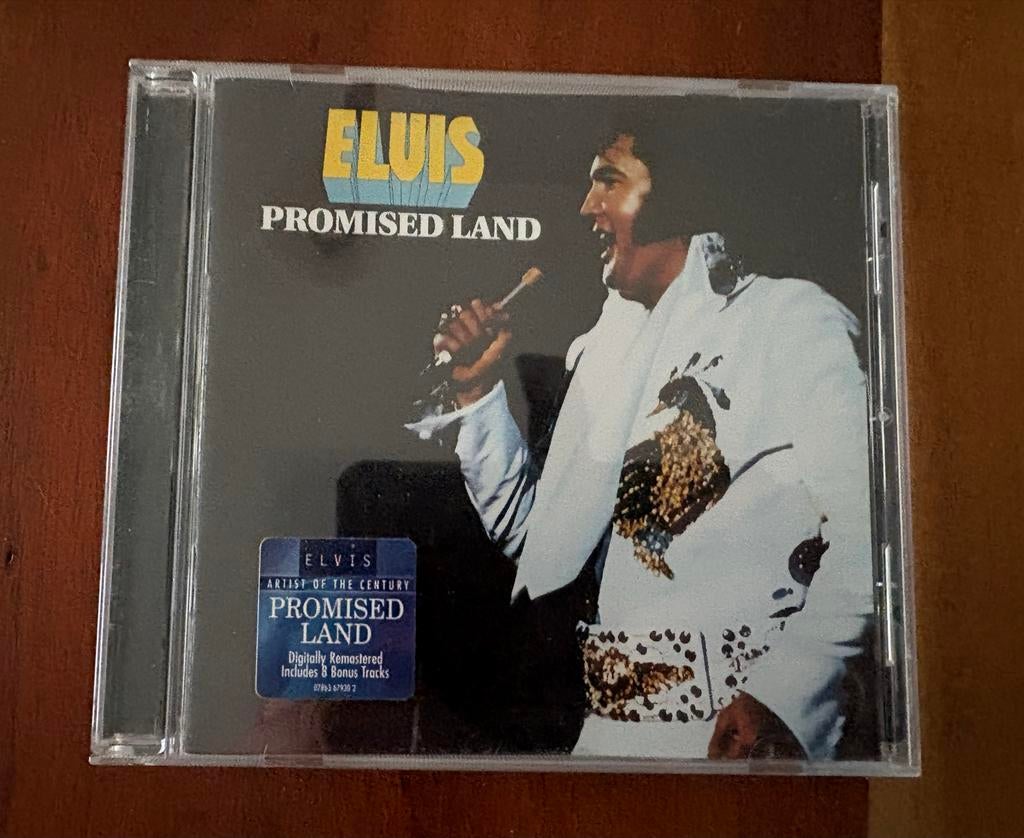 ELVIS
PROMISED LAND
ELVIS
ARTIST OF THE CENTURY
PROMISED
LAND
Digitally Remastered
Includes 8 Bonus Tracks
07863 67930 2